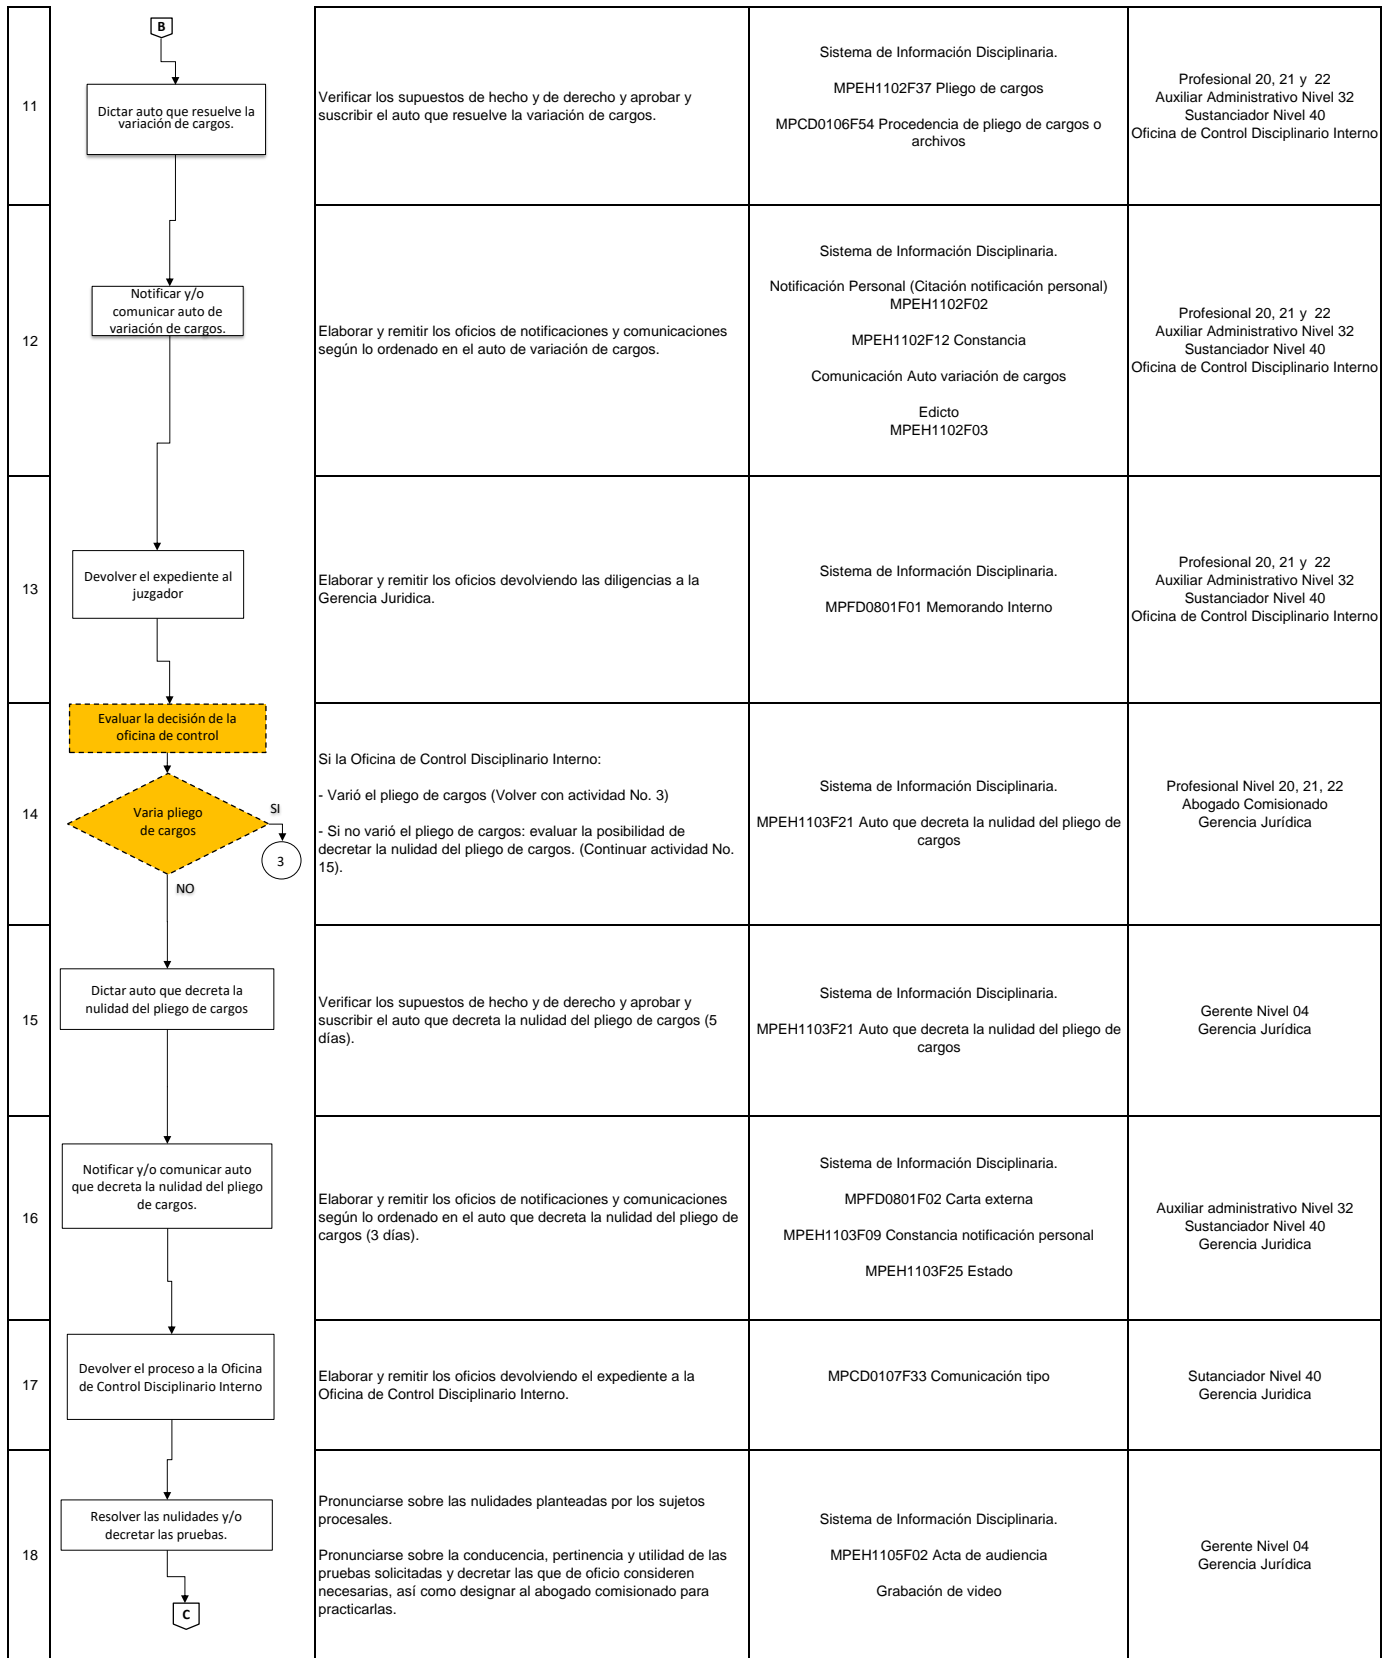 B
11
Dictar auto que resuelve la
variación de cargos.
Verificar los supuestos de hecho y de derecho y aprobar y
suscribir el auto que resuelve la variación de cargos.
Sistema de Información Disciplinaria.
MPEH1102F37 Pliego de cargos
MPCD0106F54 Procedencia de pliego de cargos o
archivos
Profesional 20, 21 y  22
Auxiliar Administrativo Nivel 32
Sustanciador Nivel 40
Oficina de Control Disciplinario Interno
12
Notificar y/o
comunicar auto de
variación de cargos.
Elaborar y remitir los oficios de notificaciones y comunicaciones
según lo ordenado en el auto de variación de cargos.
Sistema de Información Disciplinaria.
Notificación Personal (Citación notificación personal)
MPEH1102F02
MPEH1102F12 Constancia
Comunicación Auto variación de cargos
Edicto
MPEH1102F03
Profesional 20, 21 y  22
Auxiliar Administrativo Nivel 32
Sustanciador Nivel 40
Oficina de Control Disciplinario Interno
13
Devolver el expediente al
juzgador
Elaborar y remitir los oficios devolviendo las diligencias a la
Gerencia Juridica.
Sistema de Información Disciplinaria.
MPFD0801F01 Memorando Interno
Profesional 20, 21 y  22
Auxiliar Administrativo Nivel 32
Sustanciador Nivel 40
Oficina de Control Disciplinario Interno
14
Evaluar la decisión de la
oficina de control
Varia pliego
de cargos
SI
3
NO
Si la Oficina de Control Disciplinario Interno:
- Varió el pliego de cargos (Volver con actividad No. 3)
- Si no varió el pliego de cargos: evaluar la posibilidad de
decretar la nulidad del pliego de cargos. (Continuar actividad No.
15).
Sistema de Información Disciplinaria.
MPEH1103F21 Auto que decreta la nulidad del pliego de
cargos
Profesional Nivel 20, 21, 22
Abogado Comisionado
Gerencia Jurídica
15
Dictar auto que decreta la
nulidad del pliego de cargos
Verificar los supuestos de hecho y de derecho y aprobar y
suscribir el auto que decreta la nulidad del pliego de cargos (5
días).
Sistema de Información Disciplinaria.
MPEH1103F21 Auto que decreta la nulidad del pliego de
cargos
Gerente Nivel 04
Gerencia Jurídica
16
Notificar y/o comunicar auto
que decreta la nulidad del pliego
de cargos.
Elaborar y remitir los oficios de notificaciones y comunicaciones
según lo ordenado en el auto que decreta la nulidad del pliego de
cargos (3 días).
Sistema de Información Disciplinaria.
MPFD0801F02 Carta externa
MPEH1103F09 Constancia notificación personal
MPEH1103F25 Estado
Auxiliar administrativo Nivel 32
Sustanciador Nivel 40
Gerencia Juridica
17
Devolver el proceso a la Oficina
de Control Disciplinario Interno
Elaborar y remitir los oficios devolviendo el expediente a la
Oficina de Control Disciplinario Interno.
MPCD0107F33 Comunicación tipo
Sutanciador Nivel 40
Gerencia Juridica
18
Resolver las nulidades y/o
decretar las pruebas.
C
Pronunciarse sobre las nulidades planteadas por los sujetos
procesales.
Pronunciarse sobre la conducencia, pertinencia y utilidad de las
pruebas solicitadas y decretar las que de oficio consideren
necesarias, así como designar al abogado comisionado para
practicarlas.
Sistema de Información Disciplinaria.
MPEH1105F02 Acta de audiencia
Grabación de video
Gerente Nivel 04
Gerencia Jurídica